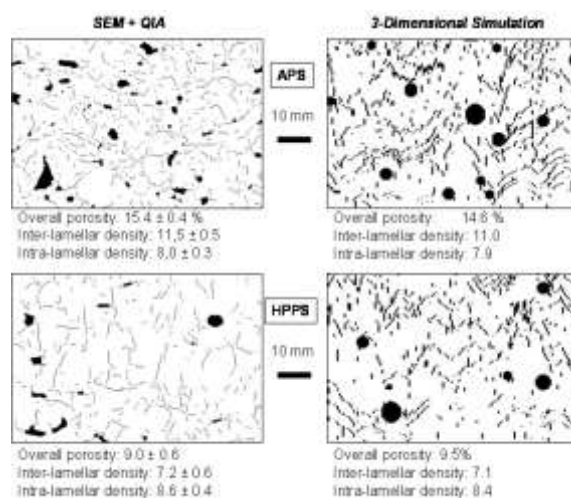 SEM + QIA
3-Dimensional Simulation
APS
10 mm
Overall porosity: 15.4 ± 0.4 %
Inter-lamellar density: 11,5 ± 0.5
Intra-lamellar density: 8,0 ± 0.3
Overall porosity 14.6 %
Inter-lamellar density: 11.0
Intra-lamellar density: 7.9
HPPS
10 mm
Overall porosity: 9.0 ± 0.6
Inter-lamellar density: 7.2 ± 0.6
Intra-lamellar density: 8.6 ± 0.4
Overall porosity: 9.5%
Inter-lamellar density: 7.1
Intra-lamellar density: 8.4